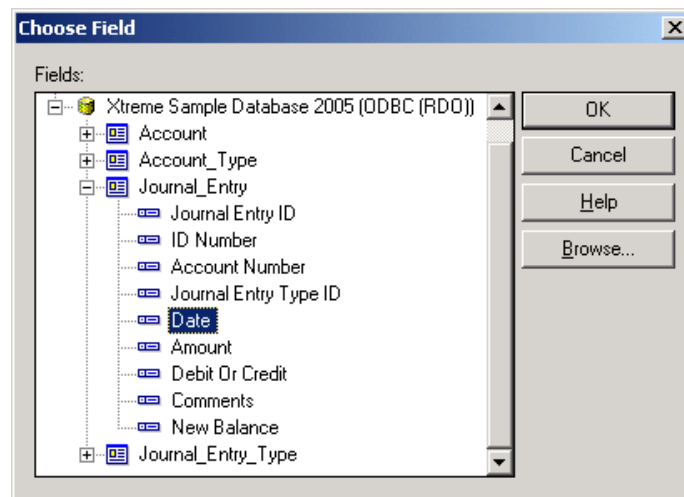 Choose Field
Fields:
Xtreme Sample Database 2005 (ODBC (RDO))
Account
Account_Type
Journal_Entry
Journal Entry ID
ID Number
Account Number
Journal Entry Type ID
Date
Amount
Debit Or Credit
Comments
New Balance
Journal_Entry_Type
OK
Cancel
Help
Browse...